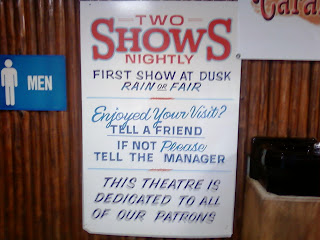 TWO
SHOWS
NIGHTLY
FIRST SHOW AT DUSK
RAIN OR FAIR
Enjoyed Your Visit?
TELL A FRIEND
IF NOT Please
TELL THE MANAGER
THIS THEATRE IS
DEDICATED TO ALL
OF OUR PATRONS
MEN